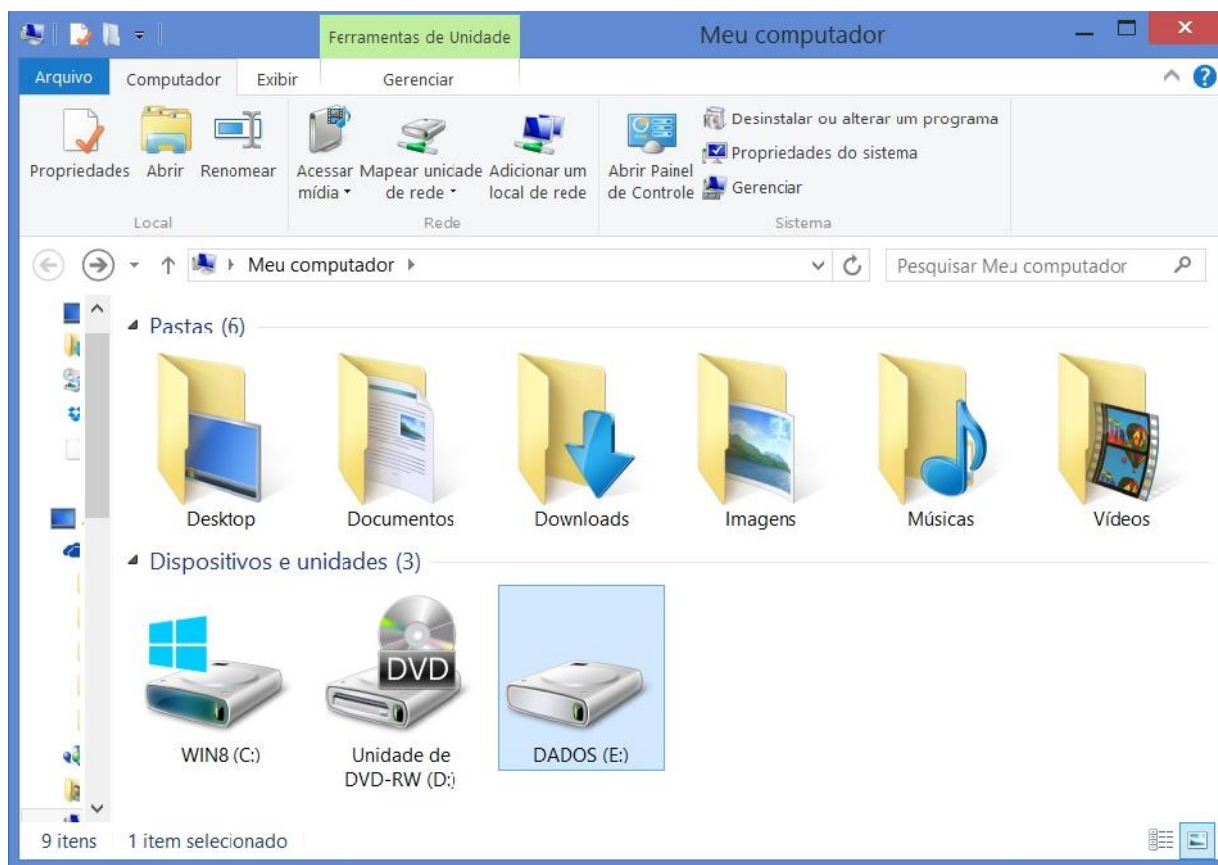 Ferramentas de Unidade
Meu computador
Arquivo
Computador
Exibir
Gerenciar
Propriedades
Abrir
Renomear
Acessar
mídia
Mapear unidade
de rede
Adicionar um
local de rede
Abrir Painel
de Controle
Desinstalar ou alterar um programa
Propriedades do sistema
Gerenciar
Local
Rede
Sistema
Meu computador
Pesquisar Meu computador
Pastas (6)
Desktop
Documentos
Downloads
Imagens
Músicas
Vídeos
Dispositivos e unidades (3)
DVD
WIN8 (C:)
Unidade de
DVD-RW (D:)
DADOS (E:)
9 itens
1 item selecionado